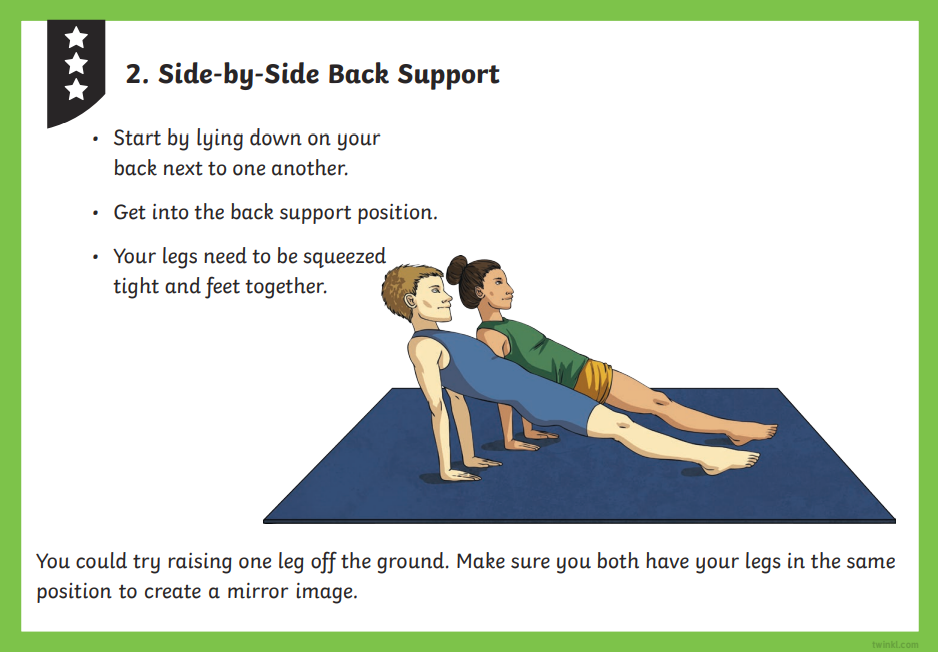 2. Side-by-Side Back Support
• Start by lying down on your
back next to one another.
• Get into the back support position.
• Your legs need to be squeezed
tight and feet together.
You could try raising one leg off the ground. Make sure you both have your legs in the same
position to create a mirror image.
twinkl.com